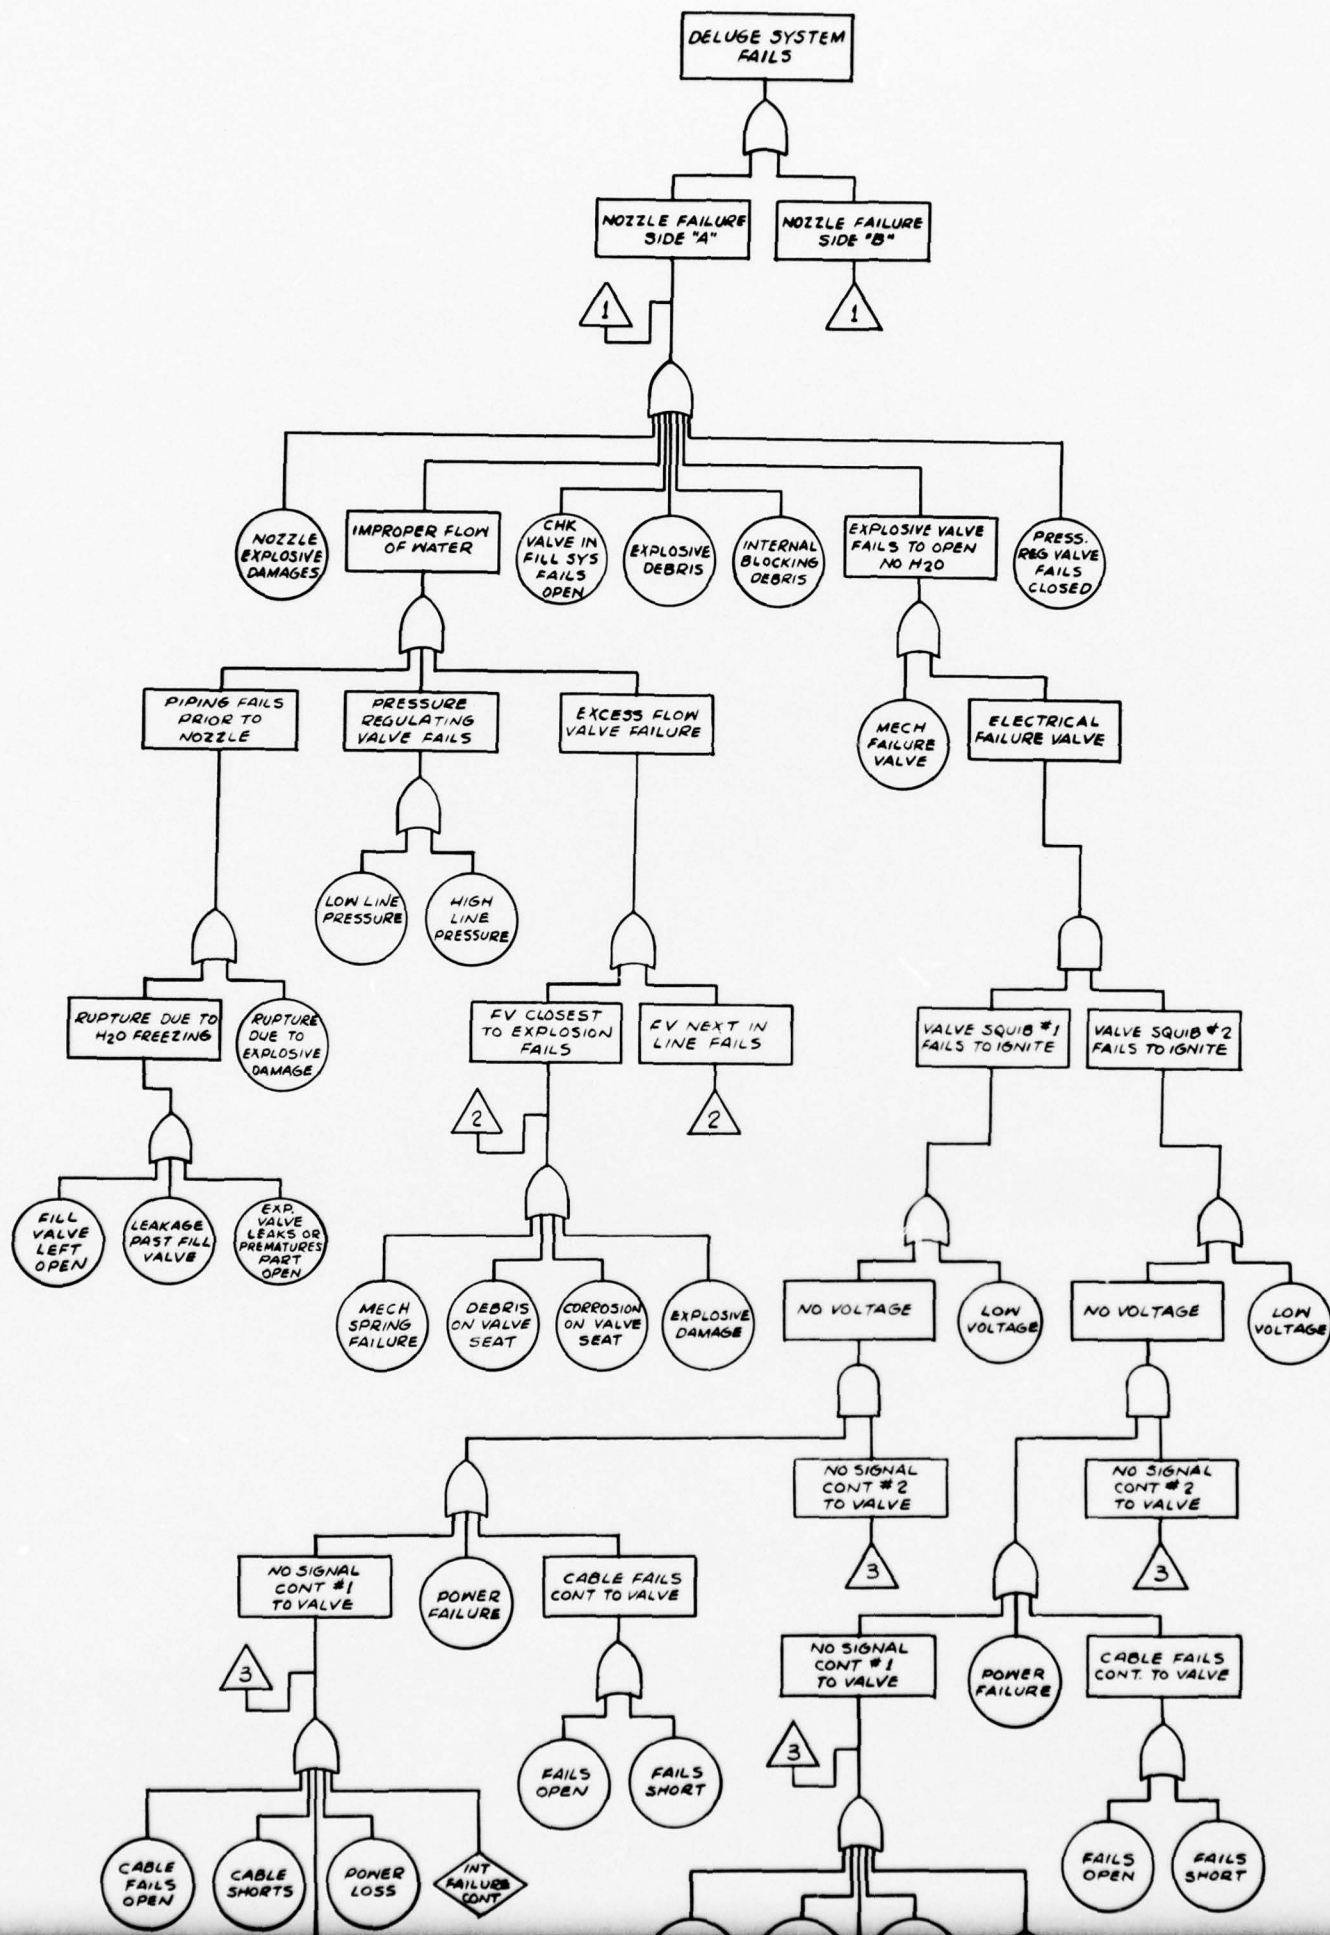 DELUGE SYSTEM
FAILS
NOZZLE FAILURE
SIDE "A"
NOZZLE FAILURE
SIDE "B"
1
1
NOZZLE
EXPLOSIVE
DAMAGES
IMPROPER FLOW
OF WATER
CHK
VALVE IN
FILL SYS
FAILS
OPEN
EXPLOSIVE
DEBRIS
INTERNAL
BLOCKING
DEBRIS
EXPLOSIVE VALVE
FAILS TO OPEN
NO H2O
PRESS.
REG VALVE
FAILS
CLOSED
PIPING FAILS
PRIOR TO
NOZZLE
PRESSURE
REGULATING
VALVE FAILS
EXCESS FLOW
VALVE FAILURE
MECH
FAILURE
VALVE
ELECTRICAL
FAILURE VALVE
LOW LINE
PRESSURE
HIGH
LINE
PRESSURE
RUPTURE DUE TO
H2O FREEZING
RUPTURE
DUE TO
EXPLOSIVE
DAMAGE
FV CLOSEST
TO EXPLOSION
FAILS
FV NEXT IN
LINE FAILS
VALVE SQUIB #1
FAILS TO IGNITE
VALVE SQUIB #2
FAILS TO IGNITE
2
2
FILL
VALVE
LEFT
OPEN
LEAKAGE
PAST FILL
VALVE
EXP.
VALVE
LEAKS OR
PREMATURES
PART
OPEN
MECH
SPRING
FAILURE
DEBRIS
ON VALVE
SEAT
CORROSION
ON VALVE
SEAT
EXPLOSIVE
DAMAGE
NO VOLTAGE
LOW
VOLTAGE
NO VOLTAGE
LOW
VOLTAGE
NO SIGNAL
CONT #2
TO VALVE
NO SIGNAL
CONT #2
TO VALVE
3
3
NO SIGNAL
CONT #1
TO VALVE
POWER
FAILURE
CABLE FAILS
CONT TO VALVE
NO SIGNAL
CONT #1
TO VALVE
POWER
FAILURE
CABLE FAILS
CONT. TO VALVE
3
3
FAILS
OPEN
FAILS
SHORT
CABLE
FAILS
OPEN
CABLE
SHORTS
POWER
LOSS
INT
FAILURE
CONT
FAILS
OPEN
FAILS
SHORT